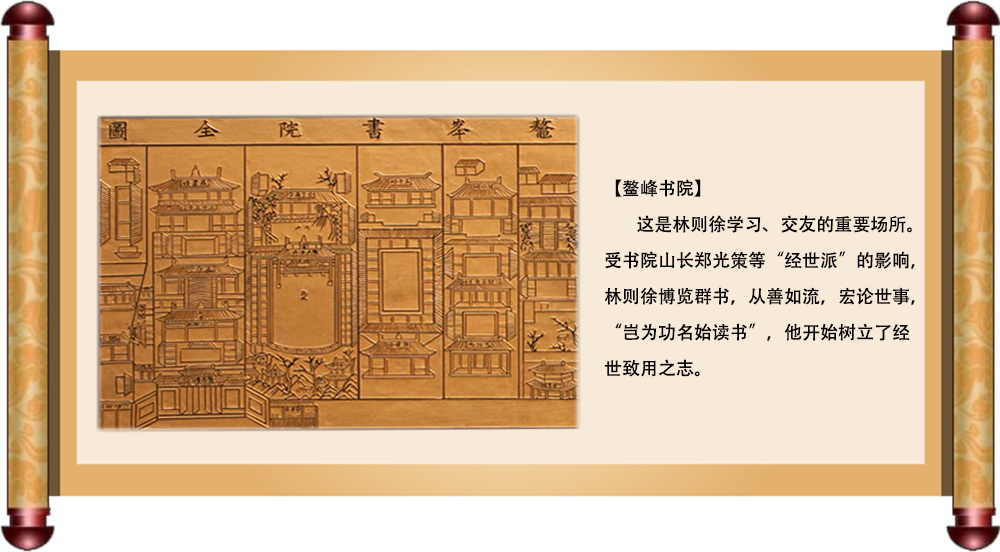 鳌峯書院全圖
【鳌峰书院】
这是林则徐学习、交友的重要场所。
受书院山长郑光策等“经世派”的影响,
林则徐博览群书，从善如流，宏论世事,
“岂为功名始读书”，他开始树立了经
世致用之志。